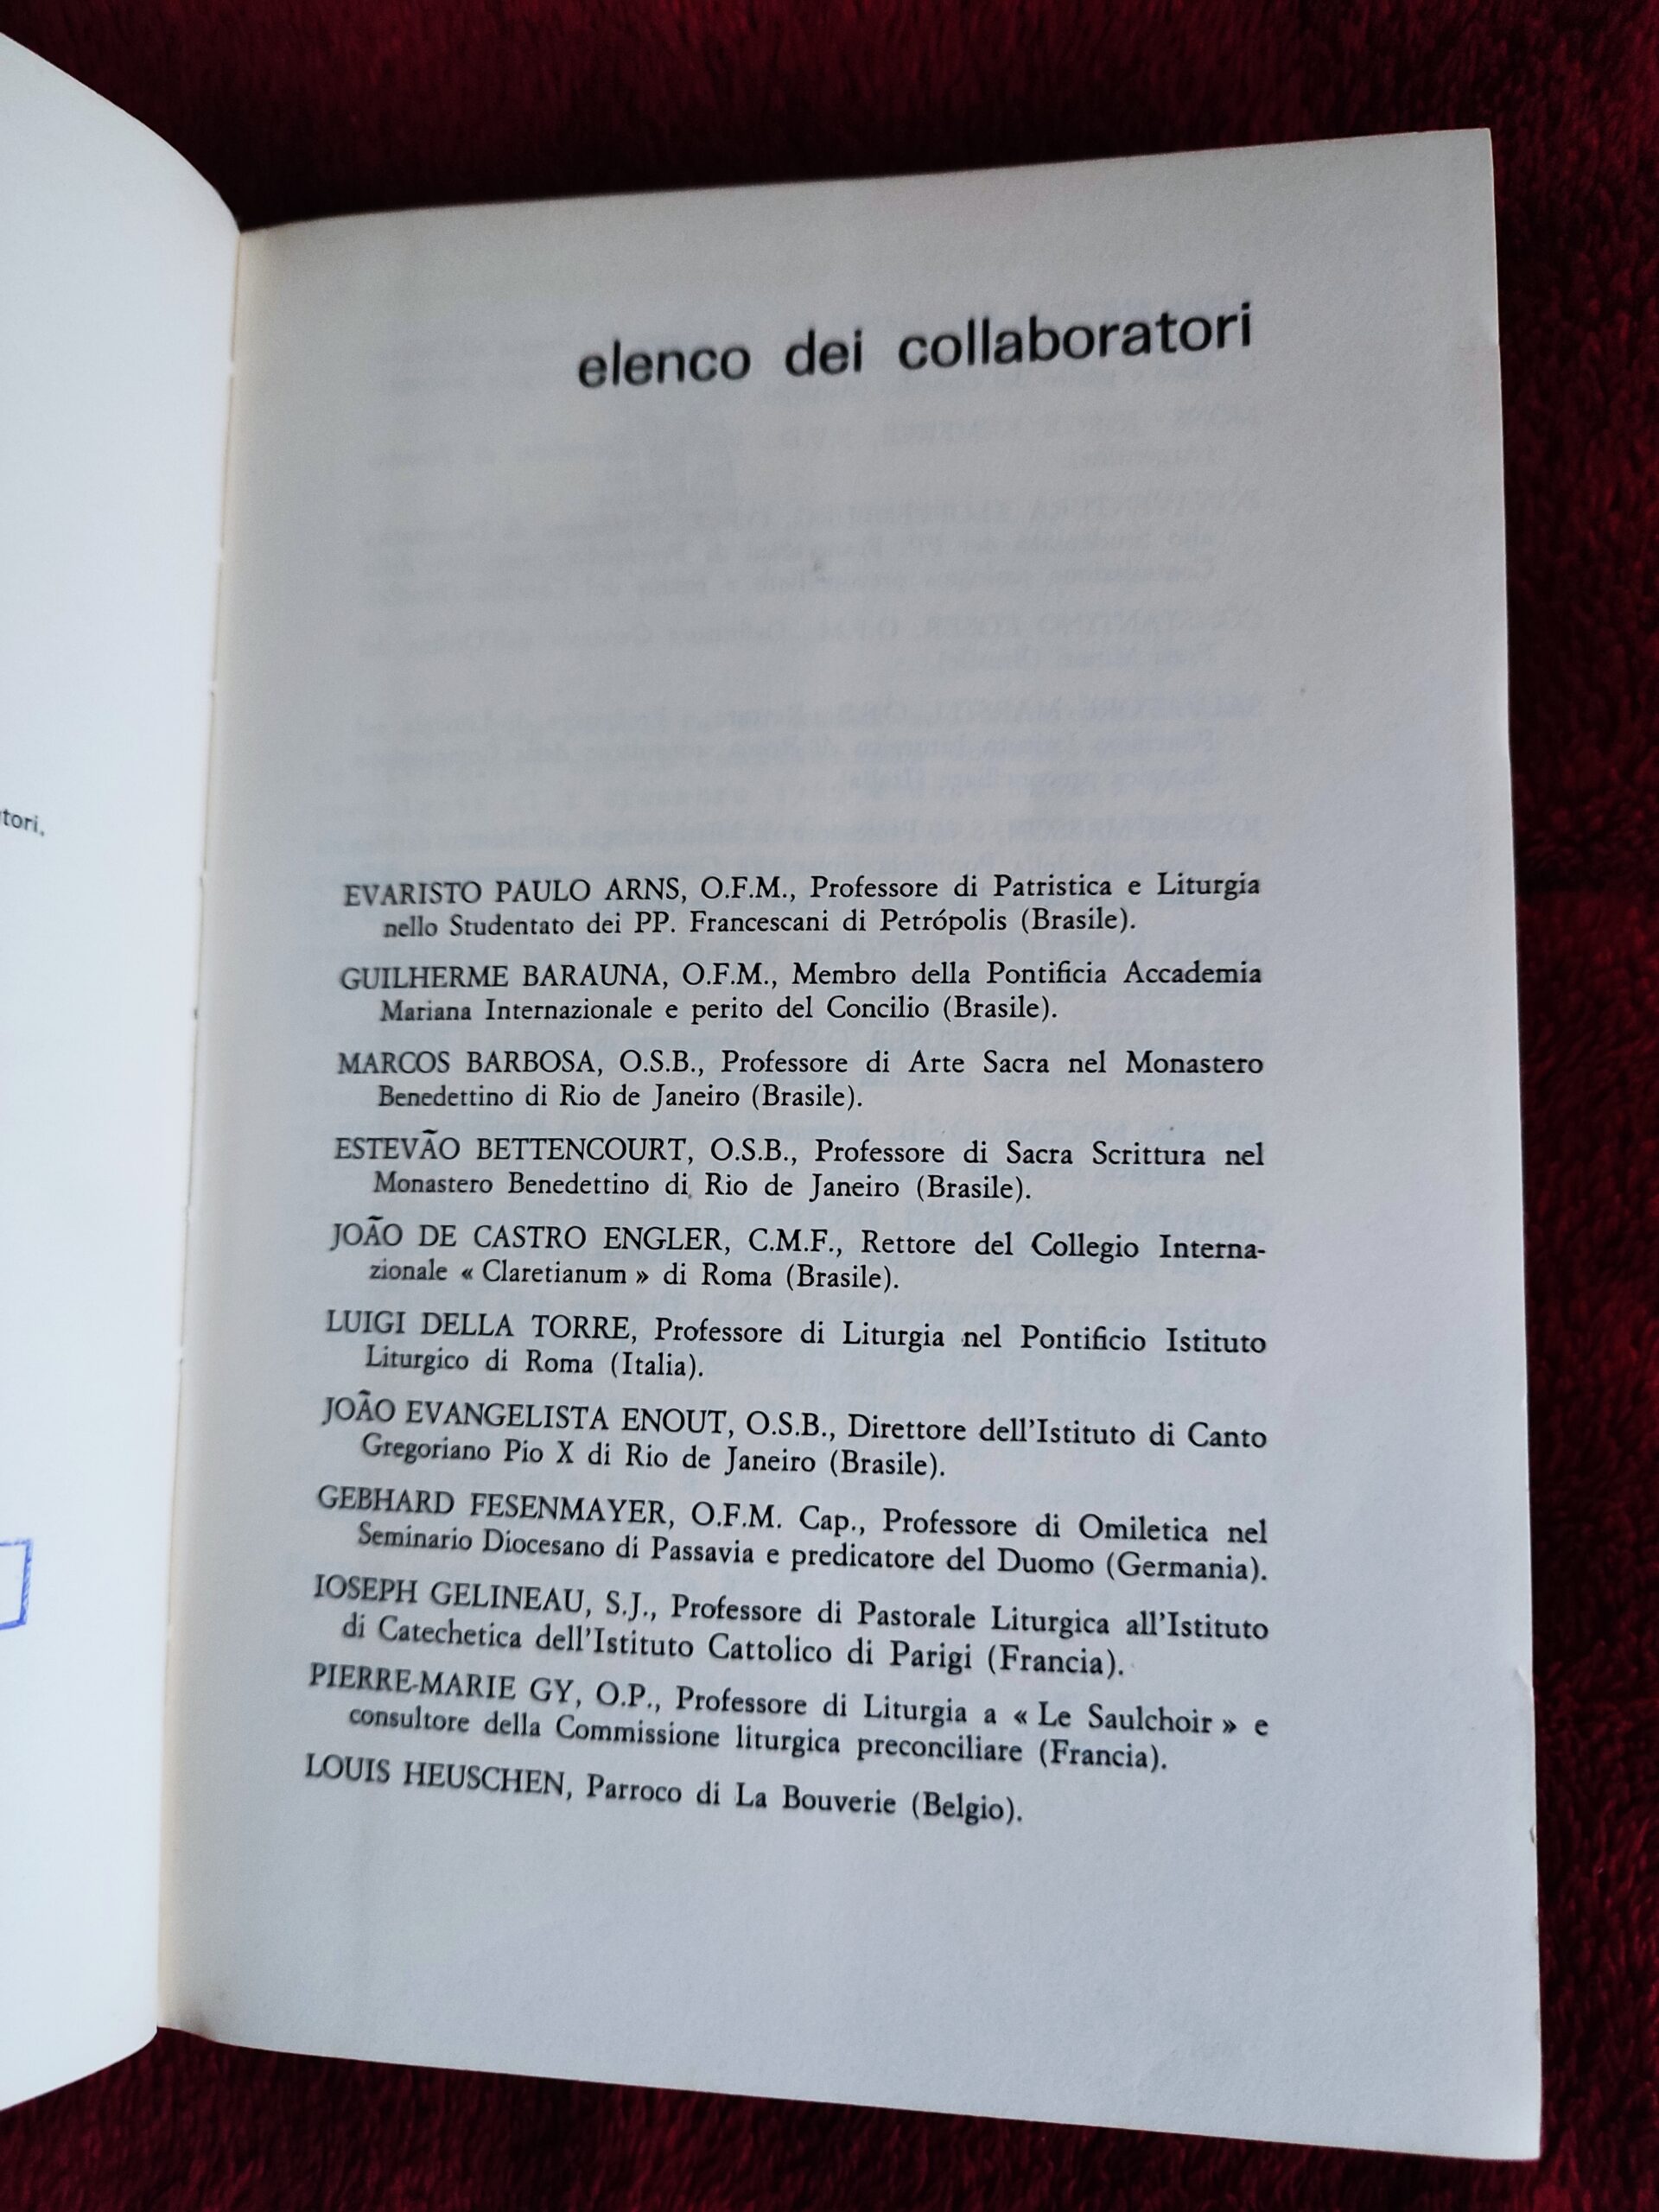 tori,
elenco dei collaboratori
EVARISTO PAULO ARNS, O.F.M., Professore di Patristica e Liturgia
nello Studentato dei PP. Francescani di Petrópolis (Brasile).
GUILHERME BARAUNA, O.F.M., Membro della Pontificia Accademia
Mariana Internazionale e perito del Concilio (Brasile).
MARCOS BARBOSA, O.S.B., Professore di Arte Sacra nel Monastero
Benedettino di Rio de Janeiro (Brasile).
ESTEVÃO BETTENCOURT, O.S.B., Professore di Sacra Scrittura nel
Monastero Benedettino di Rio de Janeiro (Brasile).
JOÃO DE CASTRO ENGLER, C.M.F., Rettore del Collegio Interna-
zionale « Claretianum » di Roma (Brasile).
LUIGI DELLA TORRE, Professore di Liturgia nel Pontificio Istituto
Liturgico di Roma (Italia).
JOÃO EVANGELISTA ENOUT, O.S.B., Direttore dell'Istituto di Canto
Gregoriano Pio X di Rio de Janeiro (Brasile).
GEBHARD FESENMAYER, O.F.M. Cap., Professore di Omiletica nel
Seminario Diocesano di Passavia e predicatore del Duomo (Germania).
IOSEPH GELINEAU, S.J., Professore di Pastorale Liturgica all'Istituto
di Catechetica dell'Istituto Cattolico di Parigi (Francia).
PIERRE-MARIE GY, O.P., Professore di Liturgia a « Le Saulchoir » e
consultore della Commissione liturgica preconciliare (Francia).
LOUIS HEUSCHEN, Parroco di La Bouverie (Belgio).